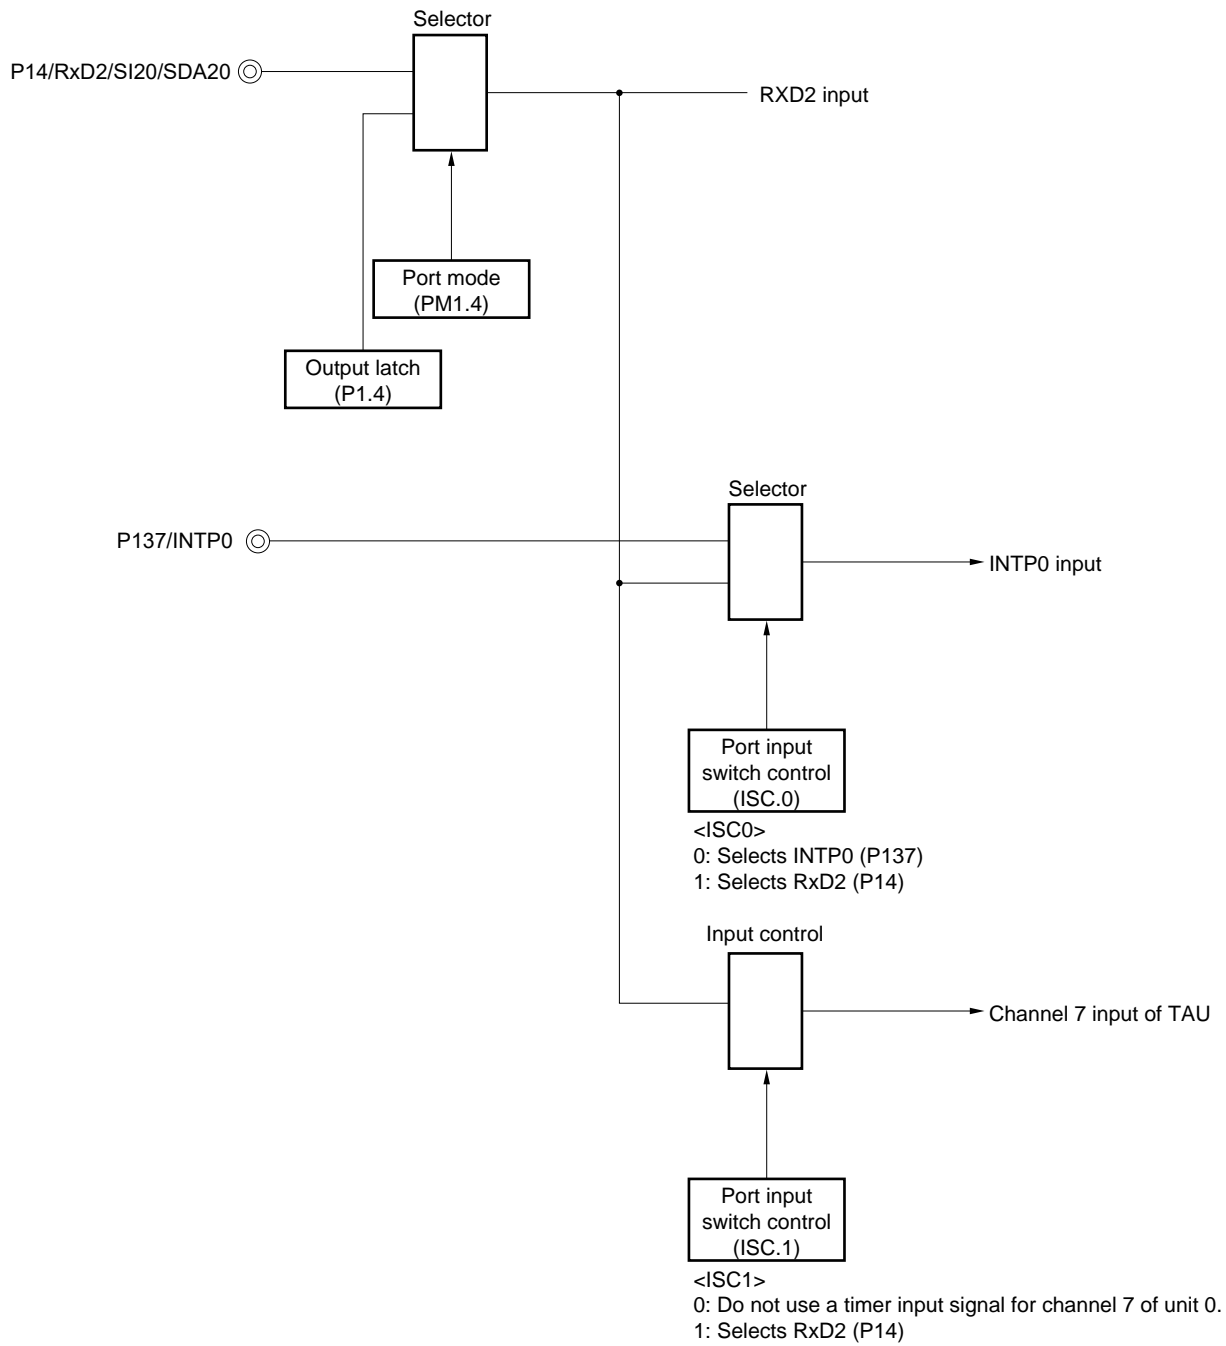 Selector
P14/RxD2/SI20/SDA20
RXD2 input
Port mode
(PM1.4)
Output latch
(P1.4)
Selector
P137/INTP0
INTP0 input
Port input
switch control
(ISC.0)
<ISC0>
0: Selects INTP0 (P137)
1: Selects RxD2 (P14)
Input control
Channel 7 input of TAU
Port input
switch control
(ISC.1)
<ISC1>
0: Do not use a timer input signal for channel 7 of unit 0.
1: Selects RxD2 (P14)